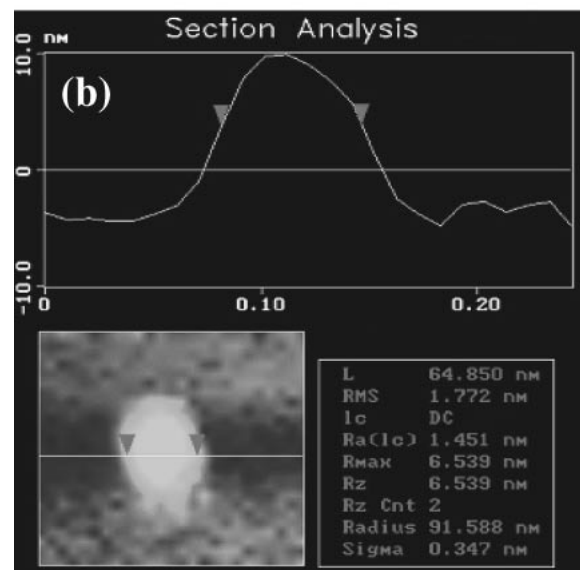 Section Analysis
10.0 nM
(b)
0
-10.0
0 0.10 0.20
L 64.850 nM
RMS 1.772 nM
lc DC
Ra(lc) 1.451 nM
Rmax 6.539 nM
Rz 6.539 nM
Rz Cnt 2
Radius 91.588 nM
Sigma 0.347 nM